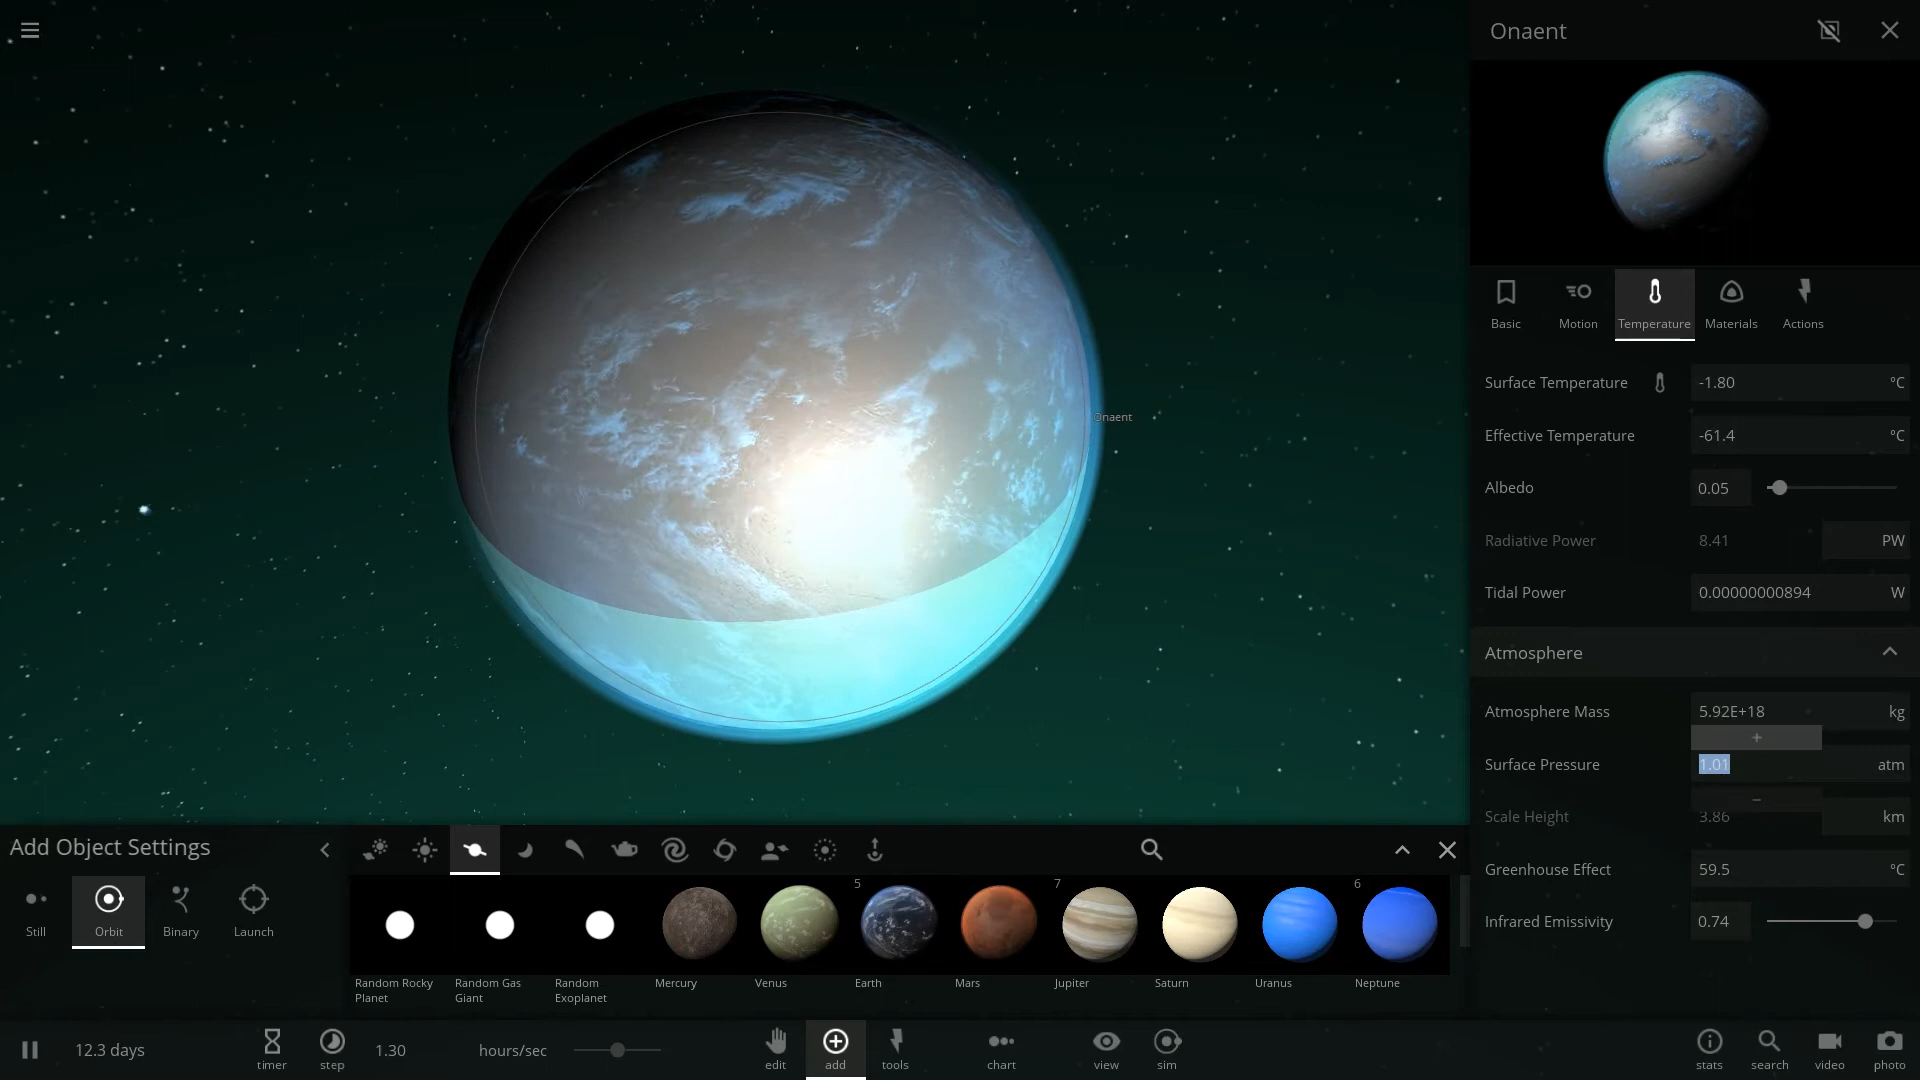 Onaent
Onaent
Basic
Motion
Temperature
Materials
Actions
Surface Temperature
-1.80
°C
Effective Temperature
-61.4
°C
Albedo
0.05
Radiative Power
8.41
PW
Tidal Power
0.00000000894
W
Atmosphere
Atmosphere Mass
5.92E+18
kg
+
Surface Pressure
1.01
atm
−
Scale Height
3.86
km
Greenhouse Effect
59.5
°C
Infrared Emissivity
0.74
Add Object Settings
Still
Orbit
Binary
Launch
5
7
6
Random Rocky
Planet
Random Gas
Giant
Random
Exoplanet
Mercury
Venus
Earth
Mars
Jupiter
Saturn
Uranus
Neptune
12.3 days
timer
step
1.30
hours/sec
edit
add
tools
chart
view
sim
stats
search
video
photo